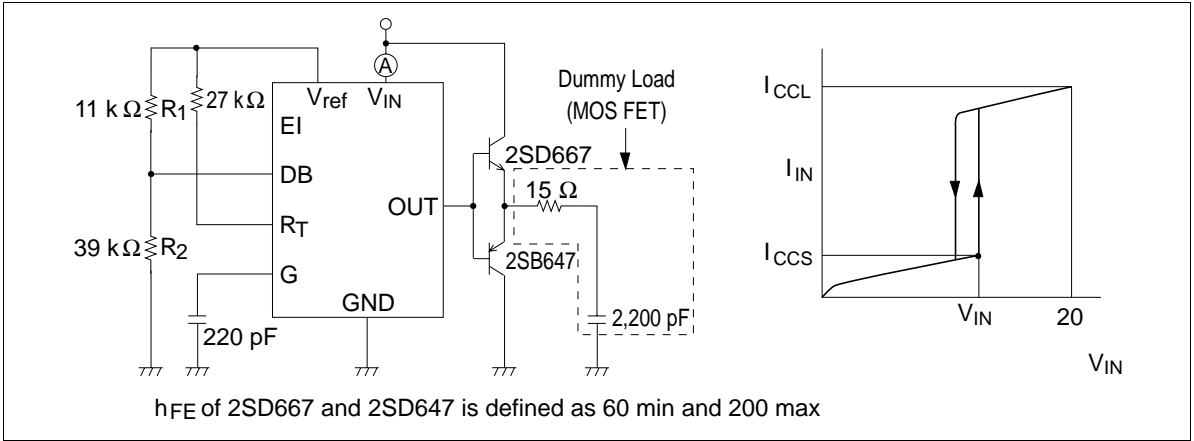 A
11 kΩ
R1
27 kΩ
Vref
VIN
EI
DB
RT
G
GND
OUT
39 kΩ
R2
220 pF
2SD667
2SB647
15 Ω
2,200 pF
Dummy Load
(MOS FET)
ICCL
IIN
ICCS
VIN
20
VIN
hFE of 2SD667 and 2SD647 is defined as 60 min and 200 max